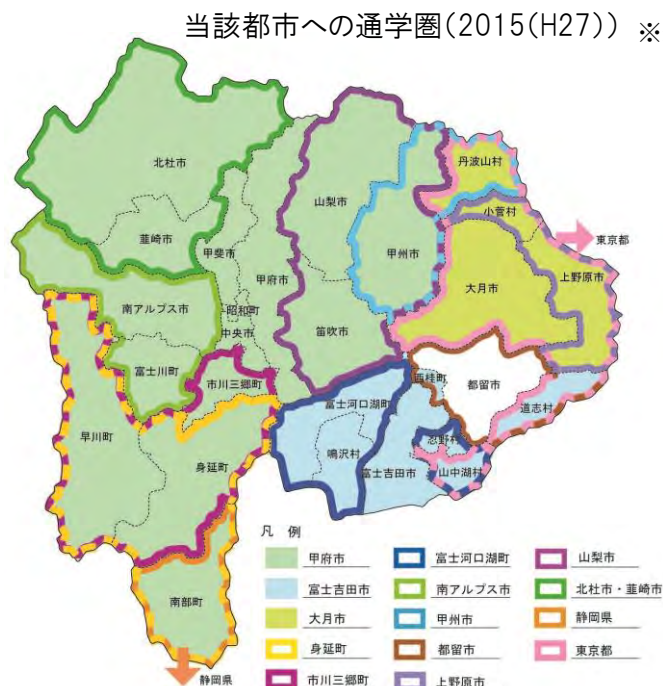 当該都市への通学圏(2015(H27)) ※
丹波山村
北杜市
山梨市
小菅村
東京都
韮崎市
甲斐市
甲州市
甲府市
大月市
上野原市
南アルプス市
昭和町
中央市
笛吹市
富士川町
市川三郷町
富士河口湖町
西桂町
都留市
道志村
早川町
鳴沢村
忍野村
身延町
富士吉田市
山中湖村
凡 例
甲府市
富士河口湖町
山梨市
富士吉田市
南アルプス市
北杜市・韮崎市
南部町
大月市
甲州市
静岡県
身延町
都留市
東京都
静岡県
市川三郷町
上野原市